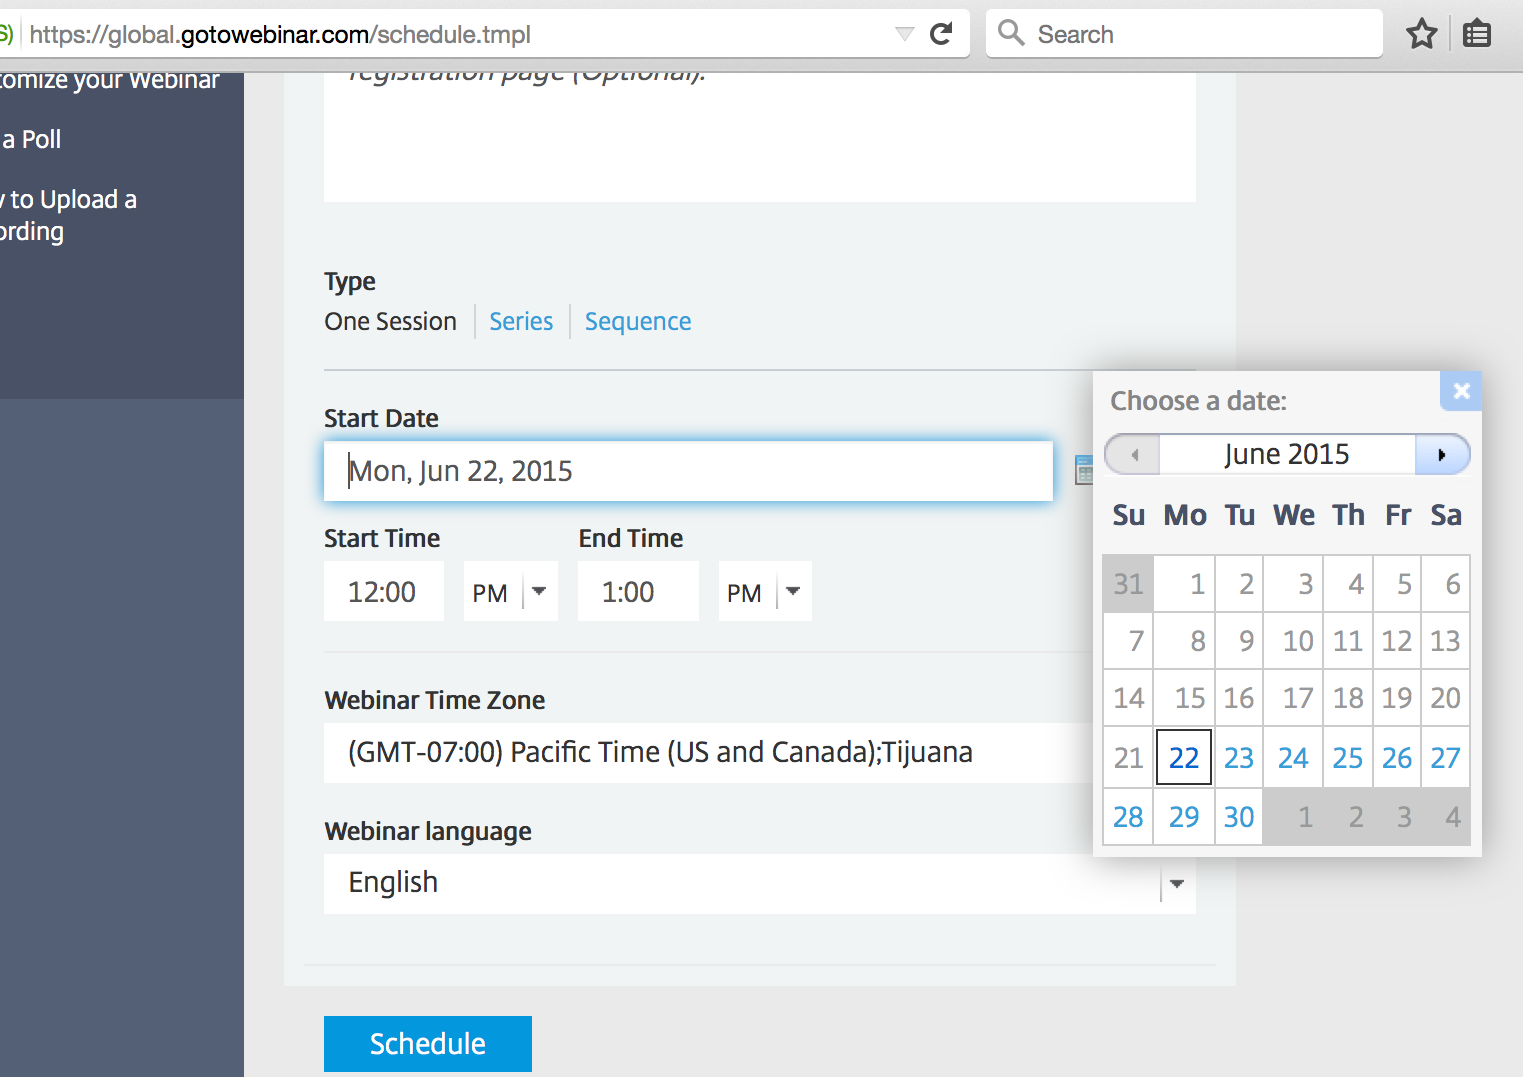 https://global.gotowebinar.com/schedule.tmpl
Search
your Webinar
a Poll
to Upload a
registration page (Optional).
Type
One Session
Series
Sequence
Start Date
Mon, Jun 22, 2015
Start Time
End Time
12:00
PM
1:00
PM
Webinar Time Zone
(GMT-07:00) Pacific Time (US and Canada);Tijuana
Webinar language
English
Schedule
Choose a date:
June 2015
Su Mo Tu We Th Fr Sa
31 1 2 3 4 5 6
7 8 9 10 11 12 13
14 15 16 17 18 19 20
21 22 23 24 25 26 27
28 29 30 1 2 3 4